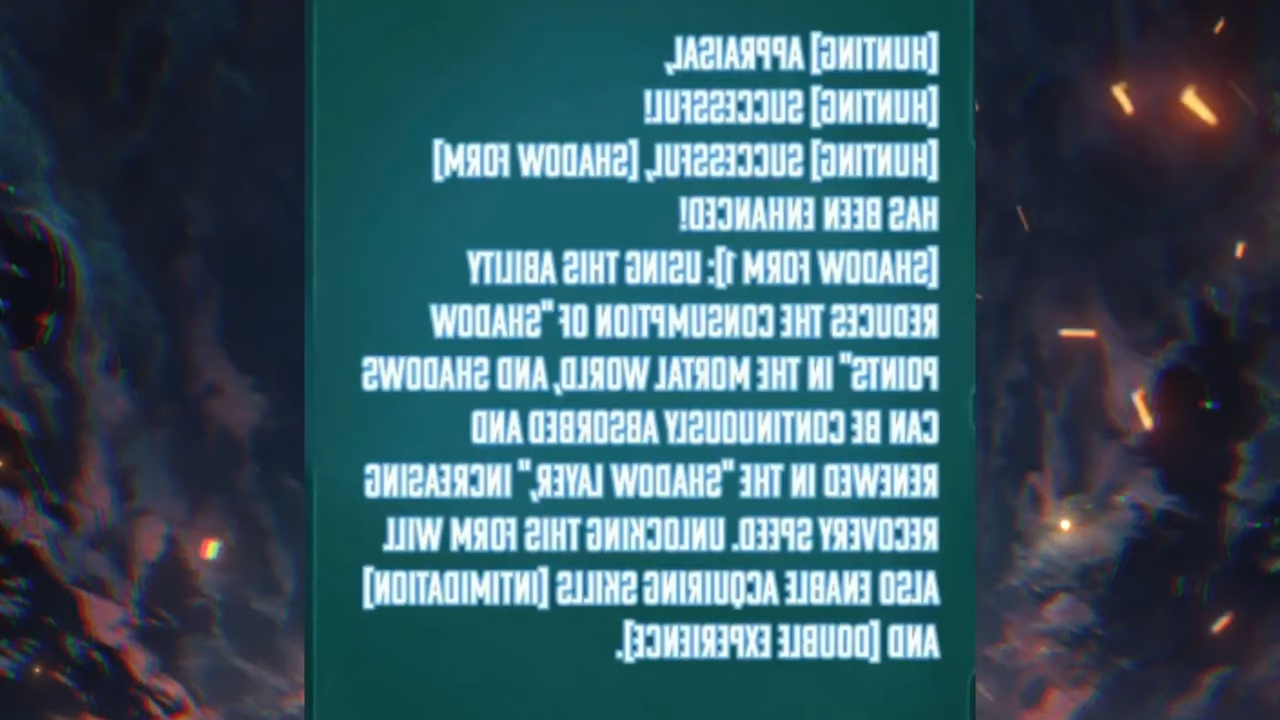 [HUNTING] APPRAISAL,
[HUNTING] SUCCESSFUL!
[HUNTING] SUCCESSFUL, [SHADOW FORM]
HAS BEEN ENHANCED!
[SHADOW FORM 1]: USING THIS ABILITY
REDUCES THE CONSUMPTION OF "SHADOW
POINTS" IN THE MORTAL WORLD, AND SHADOWS
CAN BE CONTINUOUSLY ABSORBED AND
RENEWED IN THE "SHADOW LAYER," INCREASING
RECOVERY SPEED. UNLOCKING THIS FORM WILL
ALSO ENABLE ACQUIRING SKILLS [INTIMIDATION]
AND [DOUBLE EXPERIENCE].